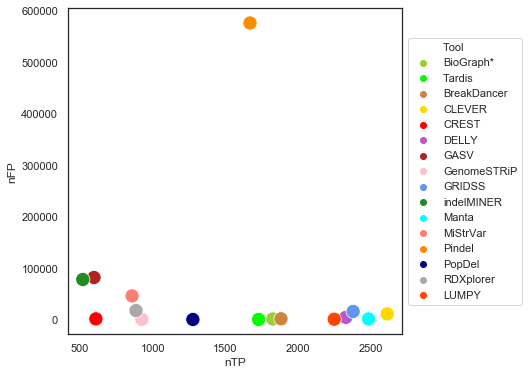 600000
500000
400000
300000
200000
100000
0
nFP
500 1000 1500 2000 2500
nTP
Tool
BioGraph*
Tardis
BreakDancer
CLEVER
CREST
DELLY
GASV
GenomeSTRiP
GRIDSS
indelMINER
Manta
MiStrVar
Pindel
PopDel
RDXplorer
LUMPY